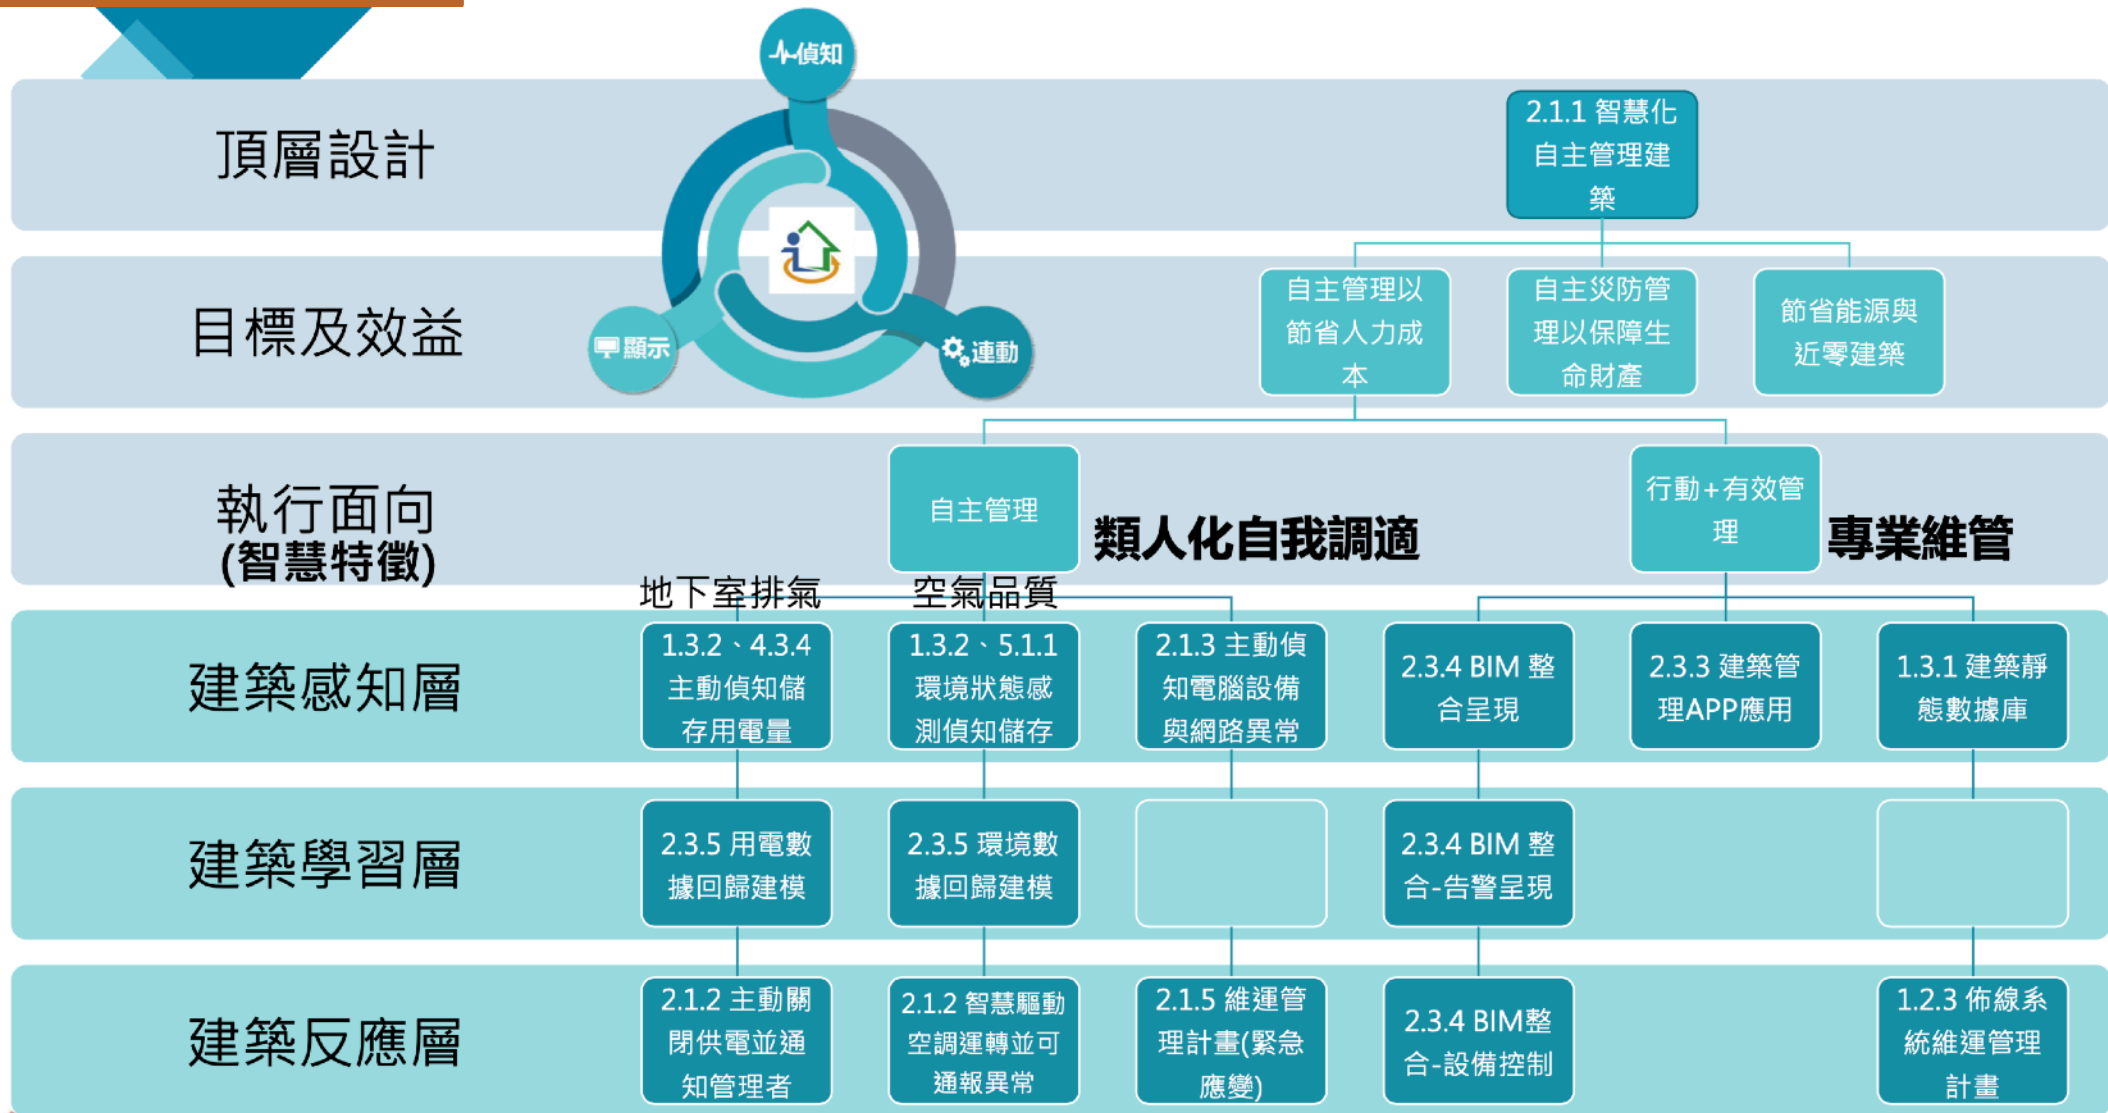 偵知
頂層設計
2.1.1 智慧化
自主管理建
築
目標及效益
顯示
連動
自主管理以
節省人力成
本
自主災防管
理以保障生
命財產
節省能源與
近零建築
執行面向
(智慧特徵)
自主管理
類人化自我調適
行動+有效管
理
專業維管
地下室排氣
空氣品質
建築感知層
1.3.2、4.3.4
主動偵知儲
存用電量
1.3.2、5.1.1
環境狀態感
測偵知儲存
2.1.3 主動偵
知電腦設備
與網路異常
2.3.4 BIM 整
合呈現
2.3.3 建築管
理APP應用
1.3.1 建築靜
態數據庫
建築學習層
2.3.5 用電數
據回歸建模
2.3.5 環境數
據回歸建模
2.3.4 BIM 整
合-告警呈現
建築反應層
2.1.2 主動關
閉供電並通
知管理者
2.1.2 智慧驅動
空調運轉並可
通報異常
2.1.5 維運管
理計畫(緊急
應變)
2.3.4 BIM整
合-設備控制
1.2.3 佈線系
統維運管理
計畫